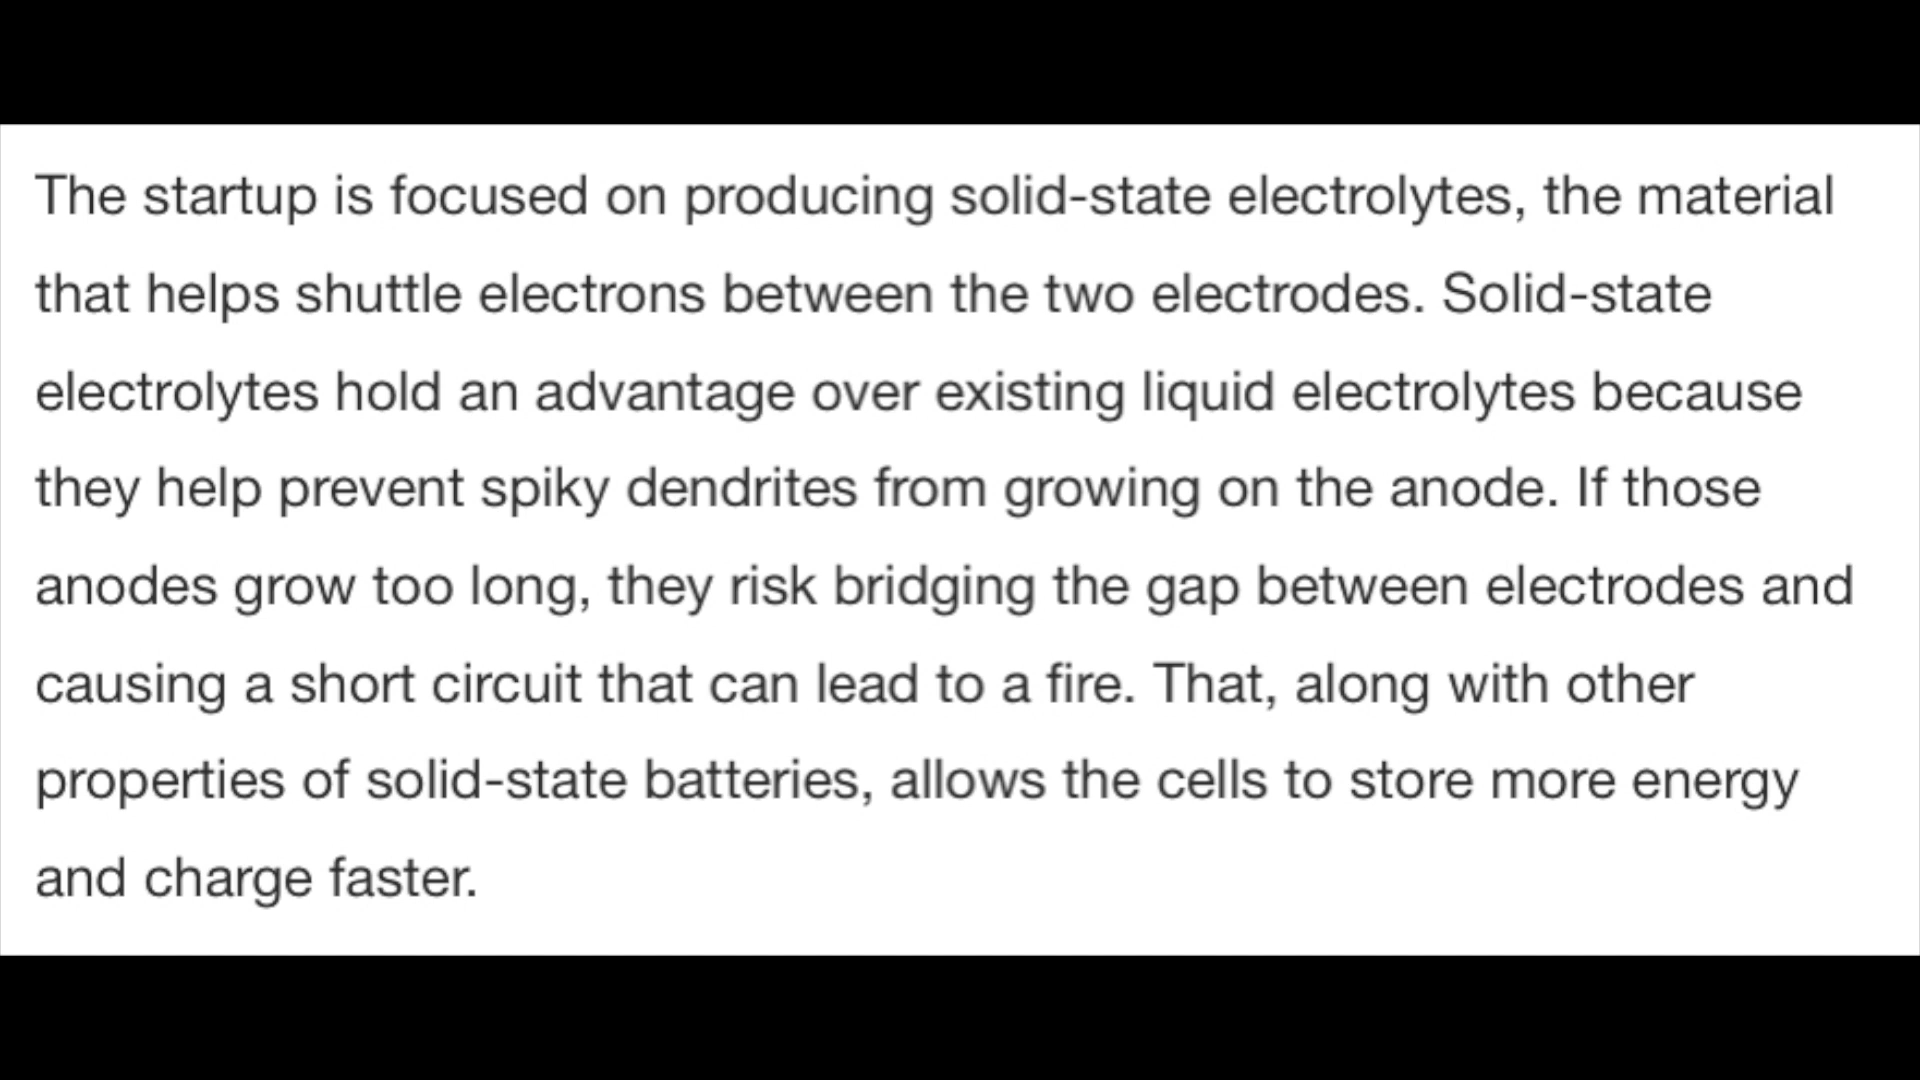 The startup is focused on producing solid-state electrolytes, the material
that helps shuttle electrons between the two electrodes. Solid-state
electrolytes hold an advantage over existing liquid electrolytes because
they help prevent spiky dendrites from growing on the anode. If those
anodes grow too long, they risk bridging the gap between electrodes and
causing a short circuit that can lead to a fire. That, along with other
properties of solid-state batteries, allows the cells to store more energy
and charge faster.